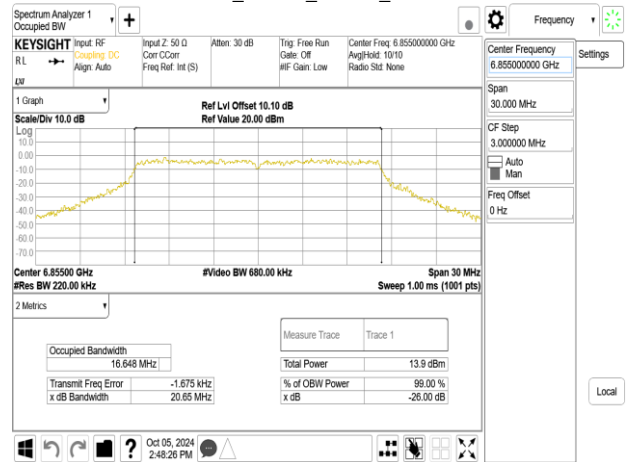 Spectrum Analyzer 1
Occupied BW
Frequency
KEYSIGHT
R L
LXI
Input: RF
Coupling: DC
Align: Auto
Input Z: 50 Ω
Corr CCorr
Freq Ref: Int (S)
Atten: 30 dB
Trig: Free Run
Gate: Off
#IF Gain: Low
Center Freq: 6.855000000 GHz
Avg|Hold: 10/10
Radio Std: None
Center Frequency
6.855000000 GHz
Settings
Span
30.000 MHz
CF Step
3.000000 MHz
Auto
Man
Freq Offset
0 Hz
1 Graph
Ref Lvl Offset 10.10 dB
Scale/Div 10.0 dB
Ref Value 20.00 dBm
Log
10.0
0.00
-10.0
-20.0
-30.0
-40.0
-50.0
-60.0
-70.0
Center 6.85500 GHz
#Video BW 680.00 kHz
Span 30 MHz
#Res BW 220.00 kHz
Sweep 1.00 ms (1001 pts)
2 Metrics
Measure Trace
Trace 1
Occupied Bandwidth
16.648 MHz
Total Power
13.9 dBm
Transmit Freq Error
-1.675 kHz
% of OBW Power
99.00 %
x dB Bandwidth
20.65 MHz
x dB
-26.00 dB
Local
?
Oct 05, 2024
2:48:26 PM